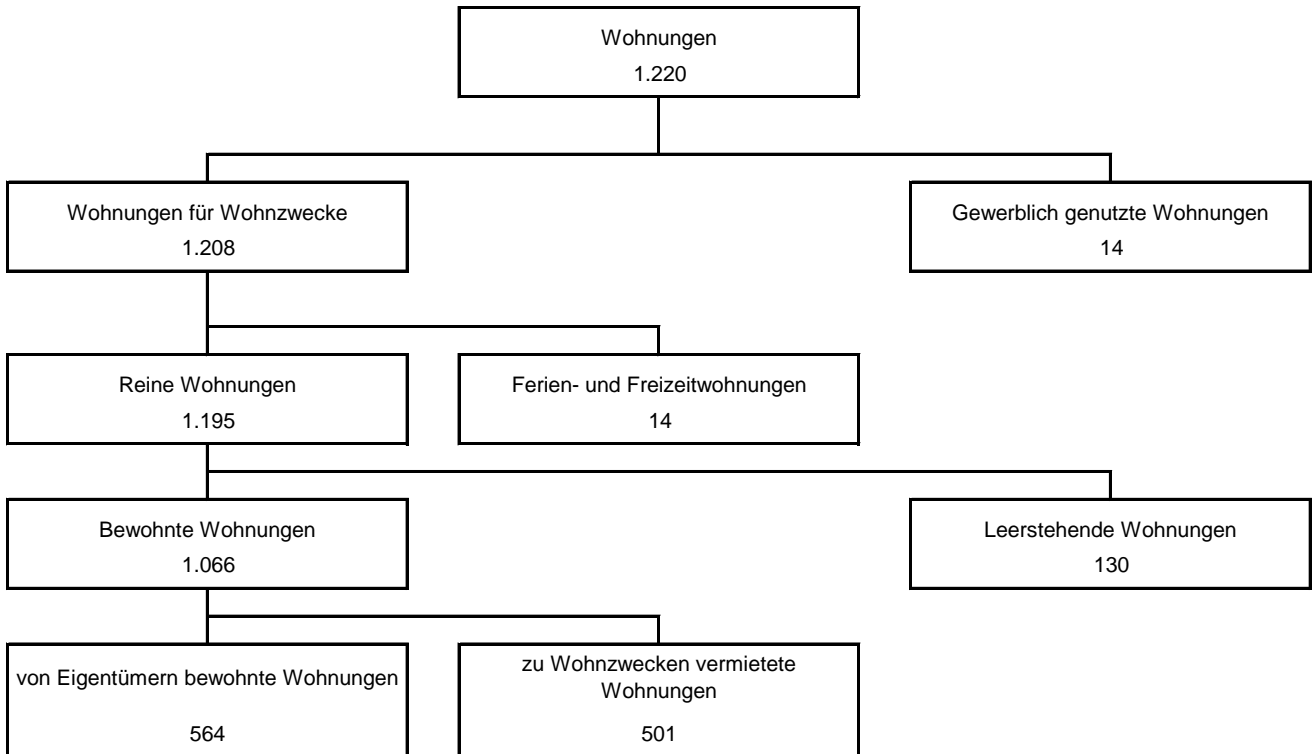 Wohnungen
1.220
Wohnungen für Wohnzwecke
1.208
Gewerblich genutzte Wohnungen
14
Reine Wohnungen
1.195
Ferien- und Freizeitwohnungen
14
Bewohnte Wohnungen
1.066
Leerstehende Wohnungen
130
von Eigentümern bewohnte Wohnungen
564
zu Wohnzwecken vermietete
Wohnungen
501